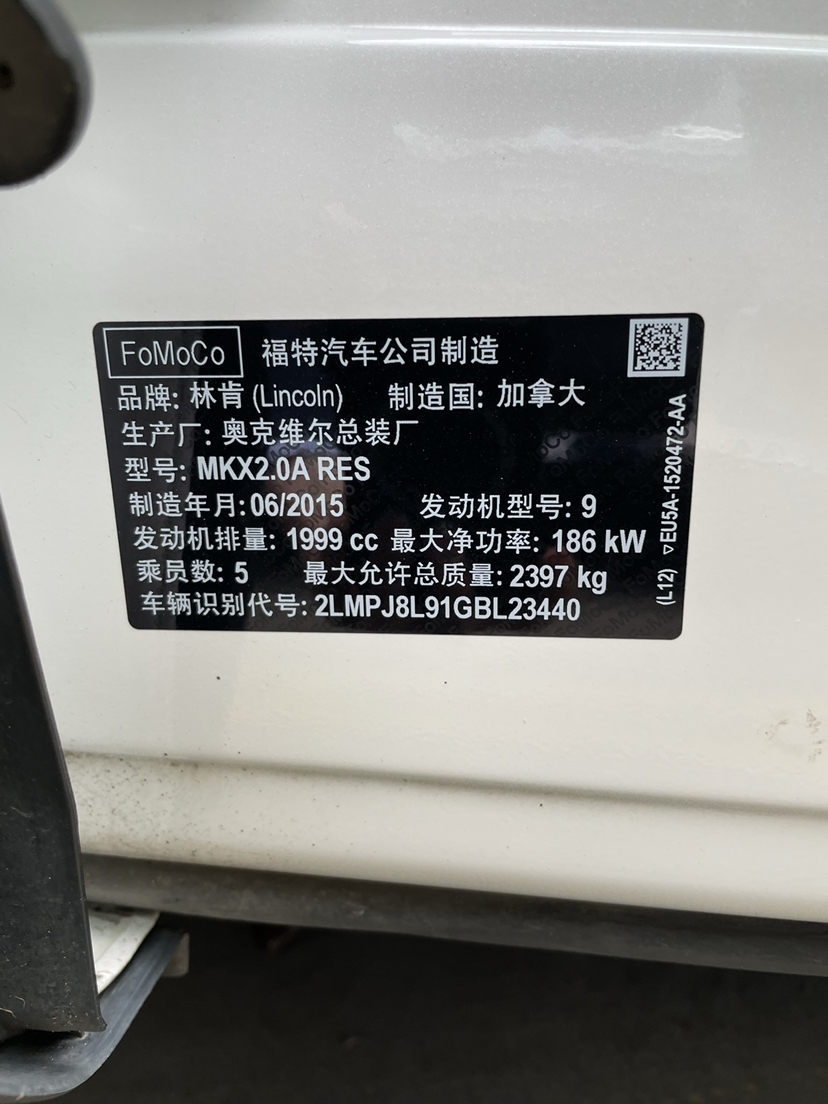 FoMoCo 福特汽车公司制造
品牌: 林肯 (Lincoln) 制造国: 加拿大
生产厂: 奥克维尔总装厂
型号: MKX2.0A RES
制造年月: 06/2015 发动机型号: 9
发动机排量: 1999 cc 最大净功率: 186 kW
乘员数: 5 最大允许总质量: 2397 kg
车辆识别代号: 2LMPJ8L91GBL23440
(L12) ▽EU5A-1520472-AA